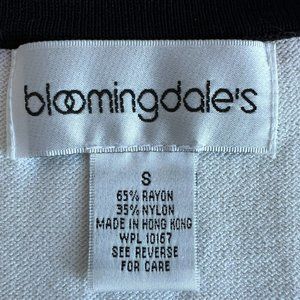 bloomingdale's
S
65% RAYON
35% NYLON
MADE IN HONG KONG
WPL 10167
SEE REVERSE
FOR CARE